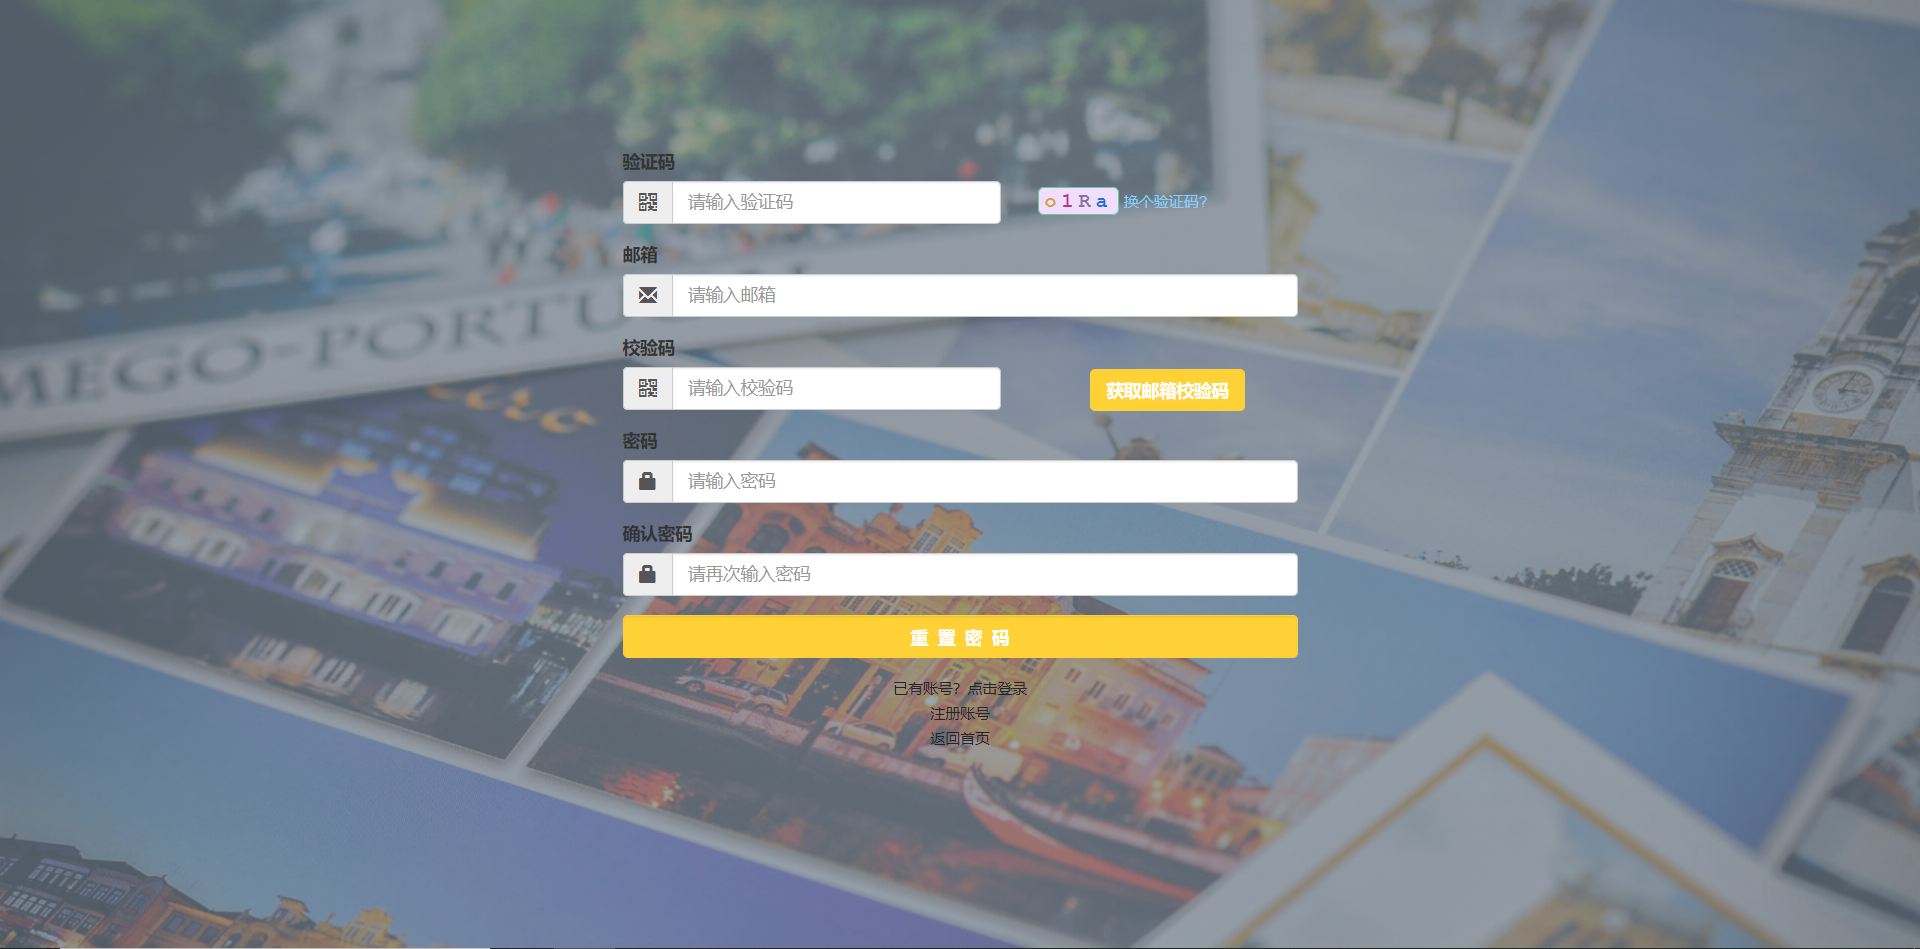 验证码
请输入验证码
o1Ra 换个验证码?
邮箱
请输入邮箱
校验码
请输入校验码
获取邮箱校验码
密码
请输入密码
确认密码
请再次输入密码
重 置 密 码
已有账号？点击登录
注册账号
返回首页
MEGO-PORTU